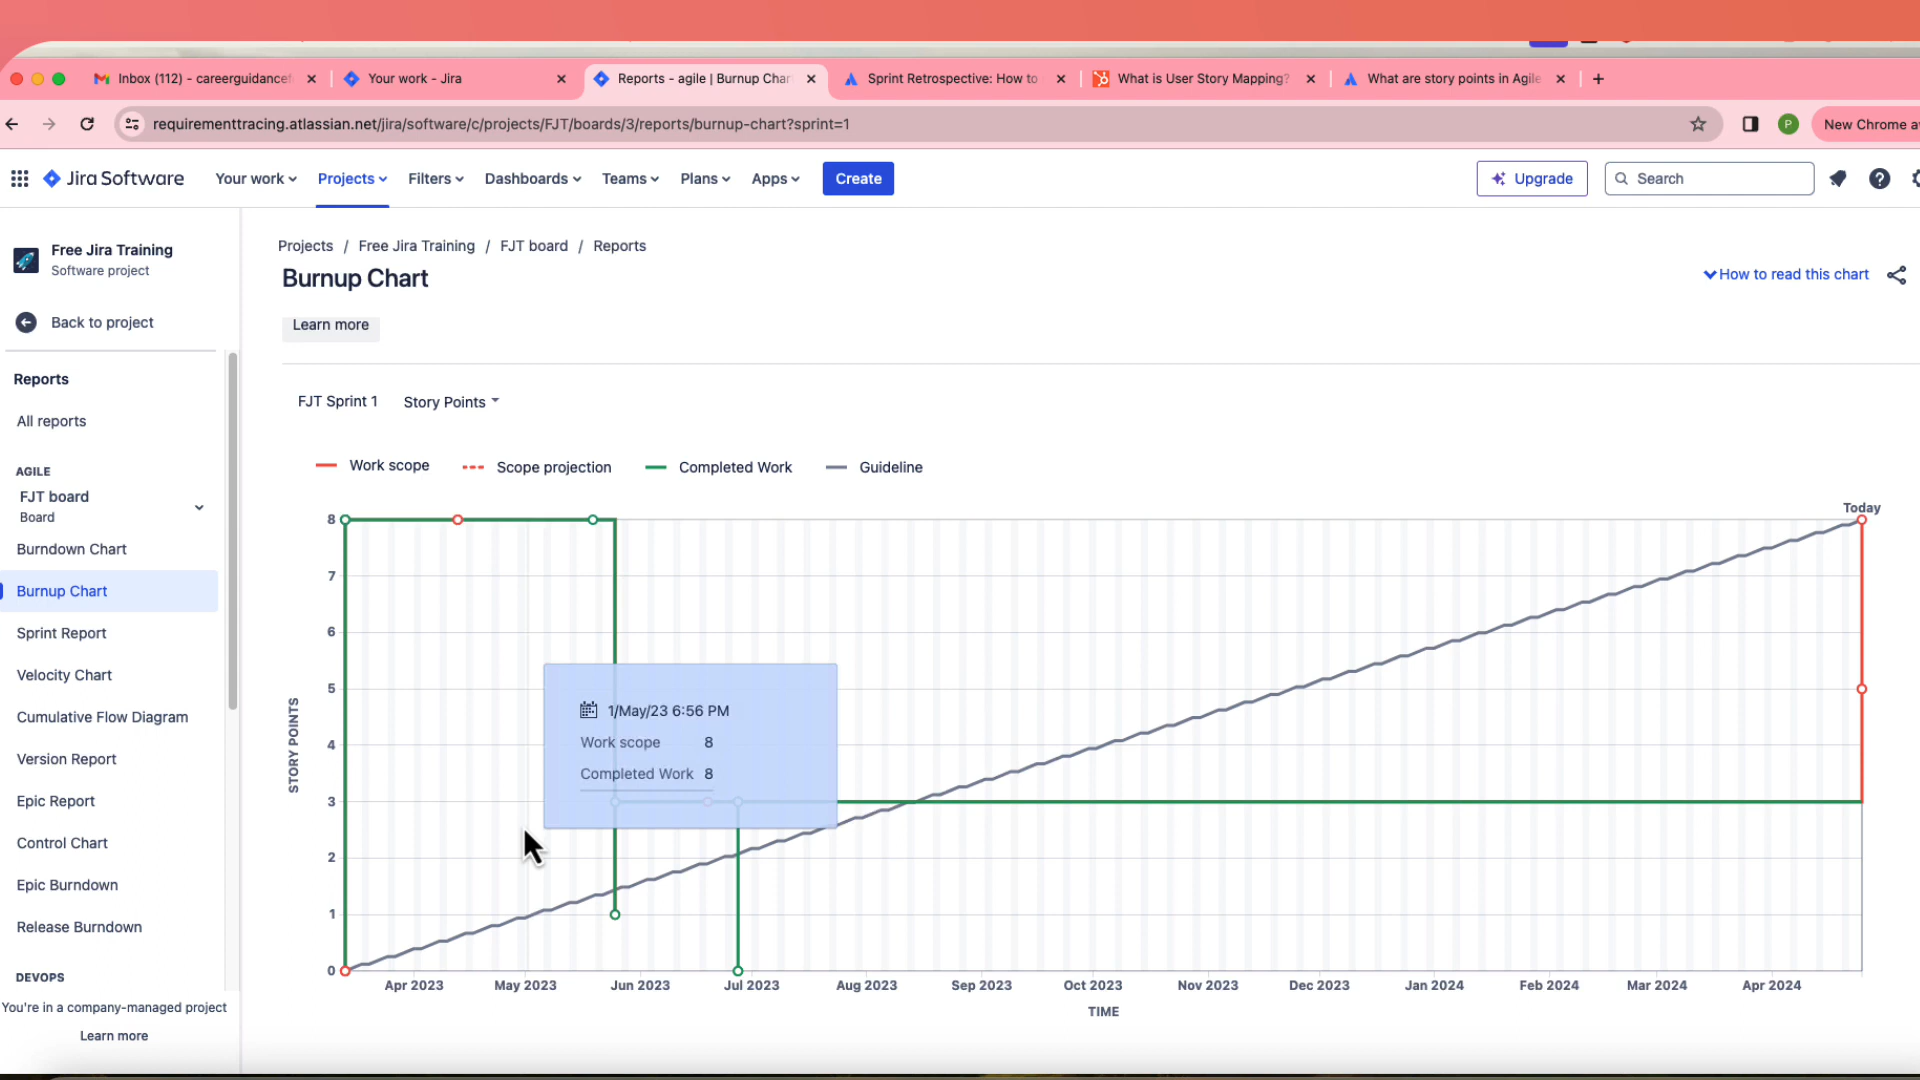 Inbox (112) - careerguidancef
Your work - Jira
Reports - agile | Burnup Char
Sprint Retrospective: How to
What is User Story Mapping?
What are story points in Agile
requirementtracing.atlassian.net/jira/software/c/projects/FJT/boards/3/reports/burnup-chart?sprint=1
P
New Chrome av
Jira Software
Your work
Projects
Filters
Dashboards
Teams
Plans
Apps
Create
Upgrade
Search
Free Jira Training
Software project
Back to project
Reports
All reports
AGILE
FJT board
Board
Burndown Chart
Burnup Chart
Sprint Report
Velocity Chart
Cumulative Flow Diagram
Version Report
Epic Report
Control Chart
Epic Burndown
Release Burndown
DEVOPS
You're in a company-managed project
Learn more
Projects / Free Jira Training / FJT board / Reports
Burnup Chart
How to read this chart
Learn more
FJT Sprint 1
Story Points
Work scope
Scope projection
Completed Work
Guideline
Today
8
7
6
5
4
3
2
1
0
STORY POINTS
1/May/23 6:56 PM
Work scope 8
Completed Work 8
Apr 2023
May 2023
Jun 2023
Jul 2023
Aug 2023
Sep 2023
Oct 2023
Nov 2023
Dec 2023
Jan 2024
Feb 2024
Mar 2024
Apr 2024
TIME